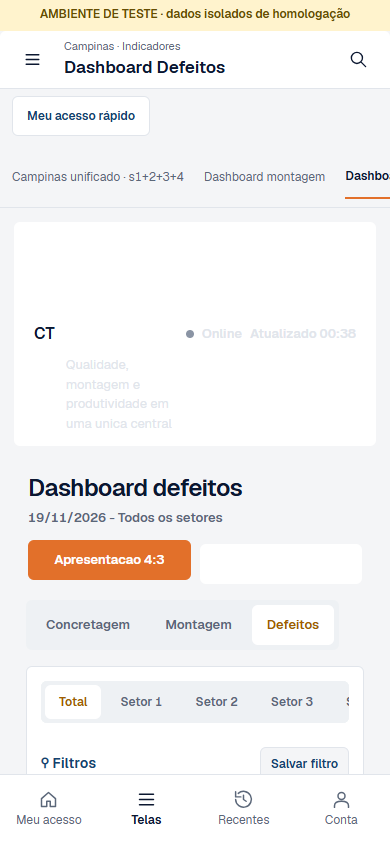 AMBIENTE DE TESTE · dados isolados de homologação
Campinas · Indicadores
Dashboard Defeitos
Meu acesso rápido
Campinas unificado · s1+2+3+4 Dashboard montagem Dashbo
CT
Online Atualizado 00:38
Qualidade,
montagem e
produtividade em
uma unica central
Dashboard defeitos
19/11/2026 - Todos os setores
Apresentacao 4:3
Concretagem Montagem Defeitos
Total Setor 1 Setor 2 Setor 3
Filtros Salvar filtro
Meu acesso Telas Recentes Conta